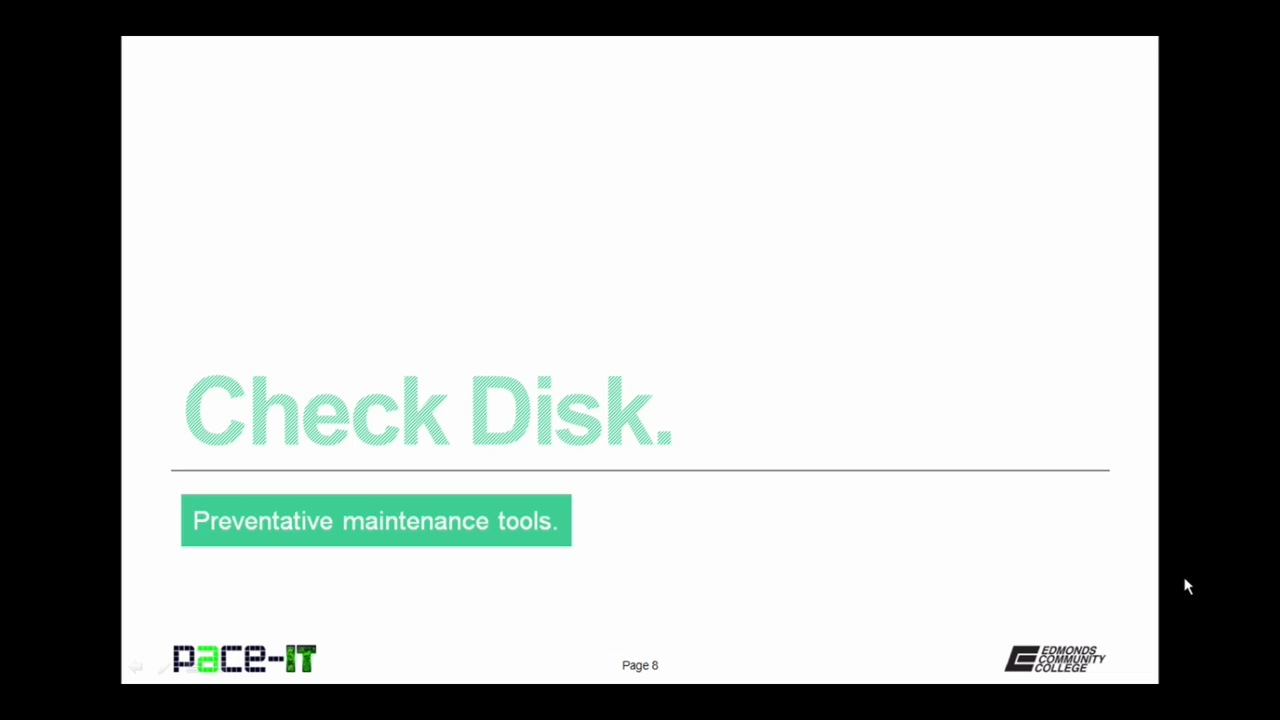 Check Disk.
Preventative maintenance tools.
pace-IT
Page 8
EDMONDS
COMMUNITY
COLLEGE